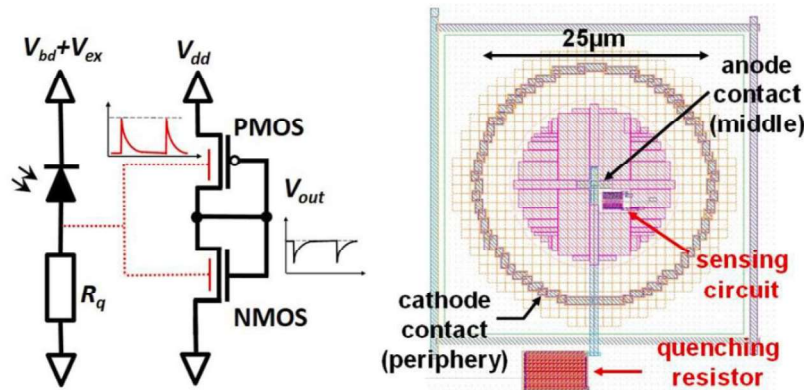 V_bd+V_ex
V_dd
PMOS
V_out
R_q
NMOS
25μm
anode
contact
(middle)
sensing
circuit
cathode
contact
(periphery)
quenching
resistor